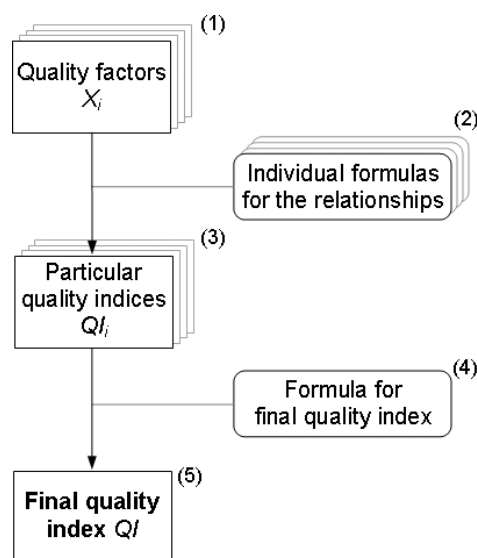 (1)
Quality factors
Xi
(2)
Individual formulas
for the relationships
(3)
Particular
quality indices
QIi
(4)
Formula for
final quality index
(5)
Final quality
index QI